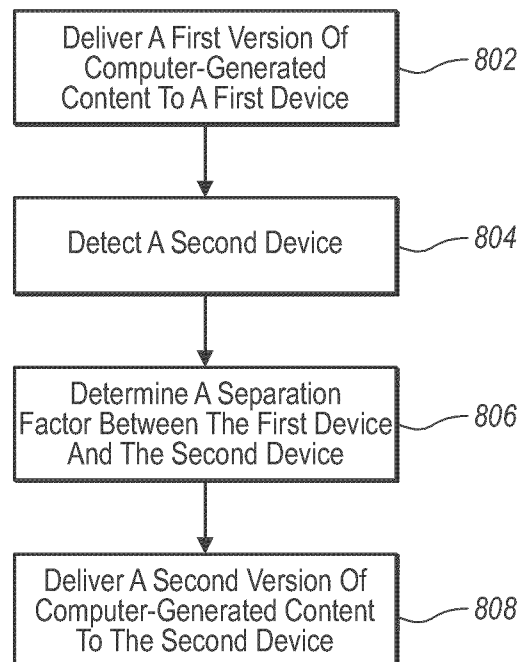 Deliver A First Version Of
Computer-Generated
Content To A First Device
802
Detect A Second Device
804
Determine A Separation
Factor Between The First Device
And The Second Device
806
Deliver A Second Version Of
Computer-Generated Content
To The Second Device
808